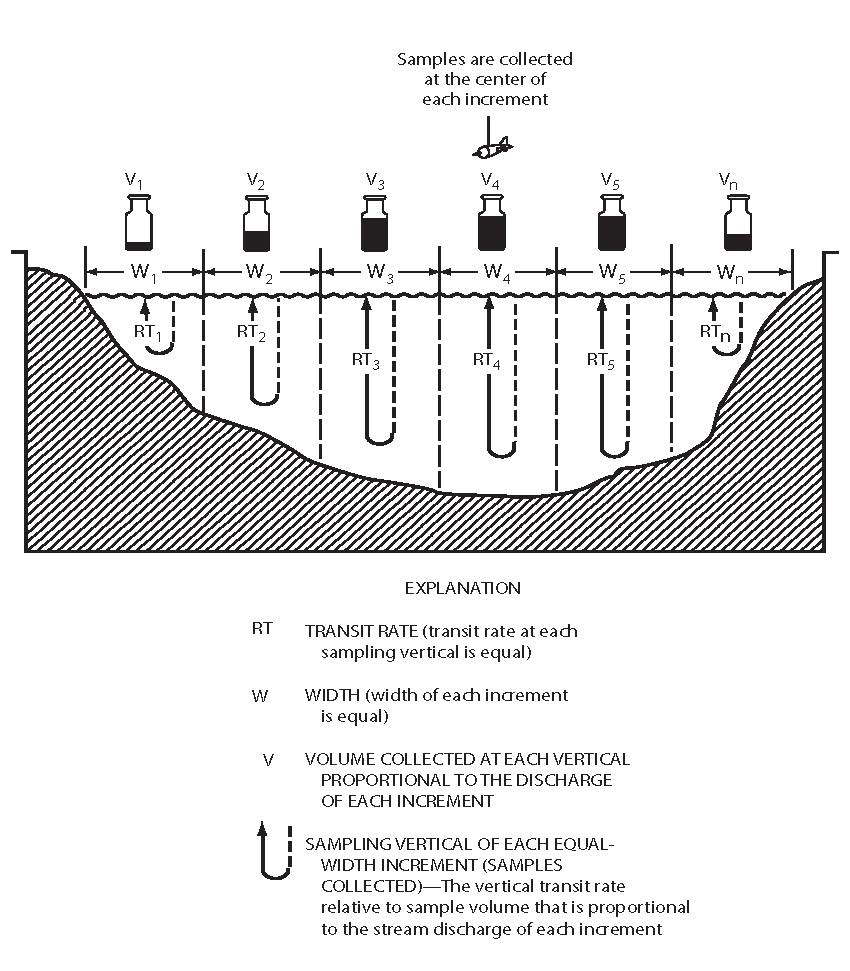 Samples are collected
at the center of
each increment
V1 V2 V3 V4 V5 Vn
W1 W2 W3 W4 W5 Wn
RT1 RT2 RT3 RT4 RT5 RTn
EXPLANATION
RT TRANSIT RATE (transit rate at each
sampling vertical is equal)
W WIDTH (width of each increment
is equal)
V VOLUME COLLECTED AT EACH VERTICAL
PROPORTIONAL TO THE DISCHARGE
OF EACH INCREMENT
SAMPLING VERTICAL OF EACH EQUAL-
WIDTH INCREMENT (SAMPLES
COLLECTED)—The vertical transit rate
relative to sample volume that is proportional
to the stream discharge of each increment